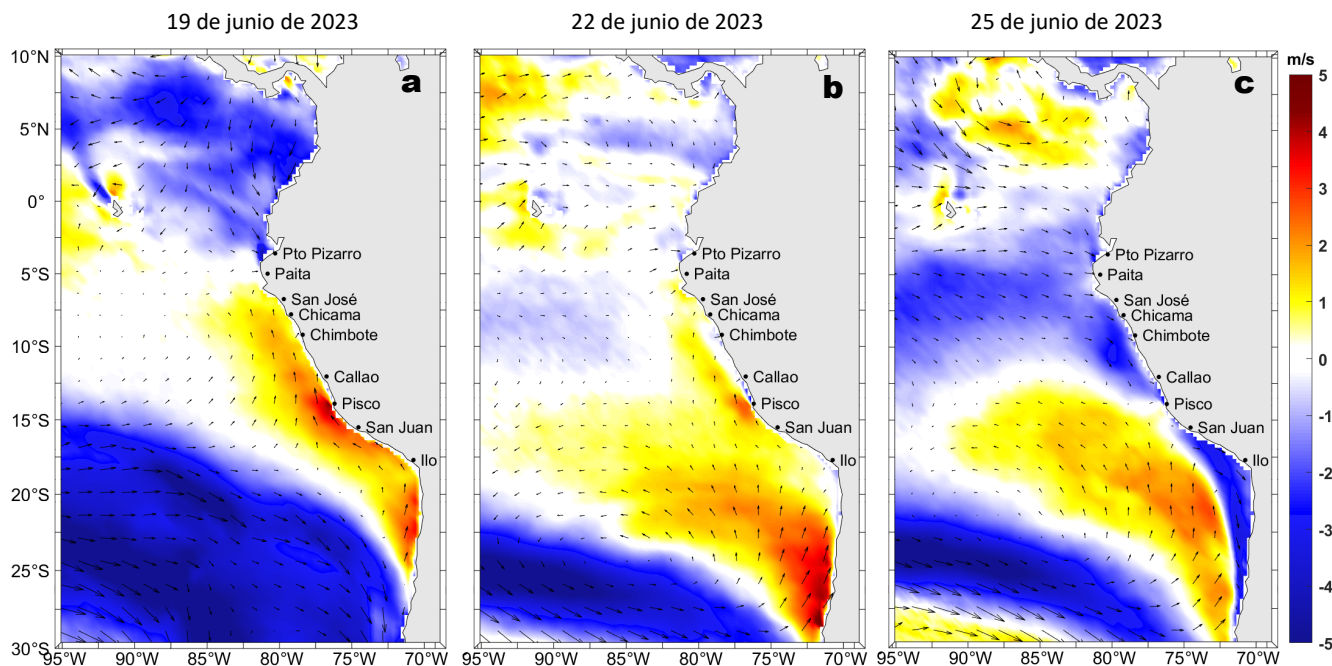 19 de junio de 2023
22 de junio de 2023
25 de junio de 2023
10°N
5°N
0°
5°S
10°S
15°S
20°S
25°S
30°S
a
Pto Pizarro
Paita
San José
Chicama
Chimbote
Callao
Pisco
San Juan
Ilo
95°W 90°W 85°W 80°W 75°W 70°W
b
Pto Pizarro
Paita
San José
Chicama
Chimbote
Callao
Pisco
San Juan
Ilo
95°W 90°W 85°W 80°W 75°W 70°W
c
Pto Pizarro
Paita
San José
Chicama
Chimbote
Callao
Pisco
San Juan
Ilo
95°W 90°W 85°W 80°W 75°W 70°W
m/s
5
4
3
2
1
0
-1
-2
-3
-4
-5